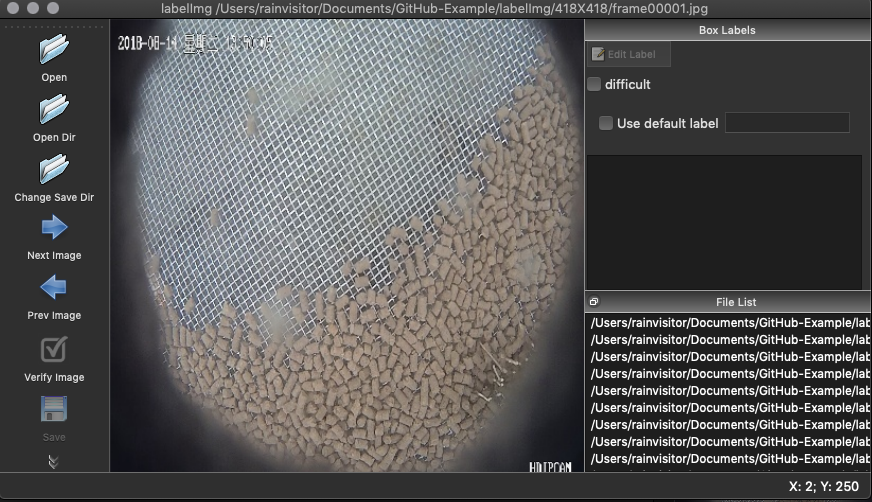 labelImg /Users/rainvisitor/Documents/GitHub-Example/labelImg/418X418/frame00001.jpg
Open
Open Dir
Change Save Dir
Next Image
Prev Image
Verify Image
Save
2018-08-14 星期二
HDIPCAM
Box Labels
Edit Label
difficult
Use default label
File List
/Users/rainvisitor/Documents/GitHub-Example/lab
/Users/rainvisitor/Documents/GitHub-Example/lab
/Users/rainvisitor/Documents/GitHub-Example/lab
/Users/rainvisitor/Documents/GitHub-Example/lab
/Users/rainvisitor/Documents/GitHub-Example/lab
/Users/rainvisitor/Documents/GitHub-Example/lab
/Users/rainvisitor/Documents/GitHub-Example/lab
/Users/rainvisitor/Documents/GitHub-Example/lab
/Users/rainvisitor/Documents/GitHub-Example/lab
X: 2; Y: 250